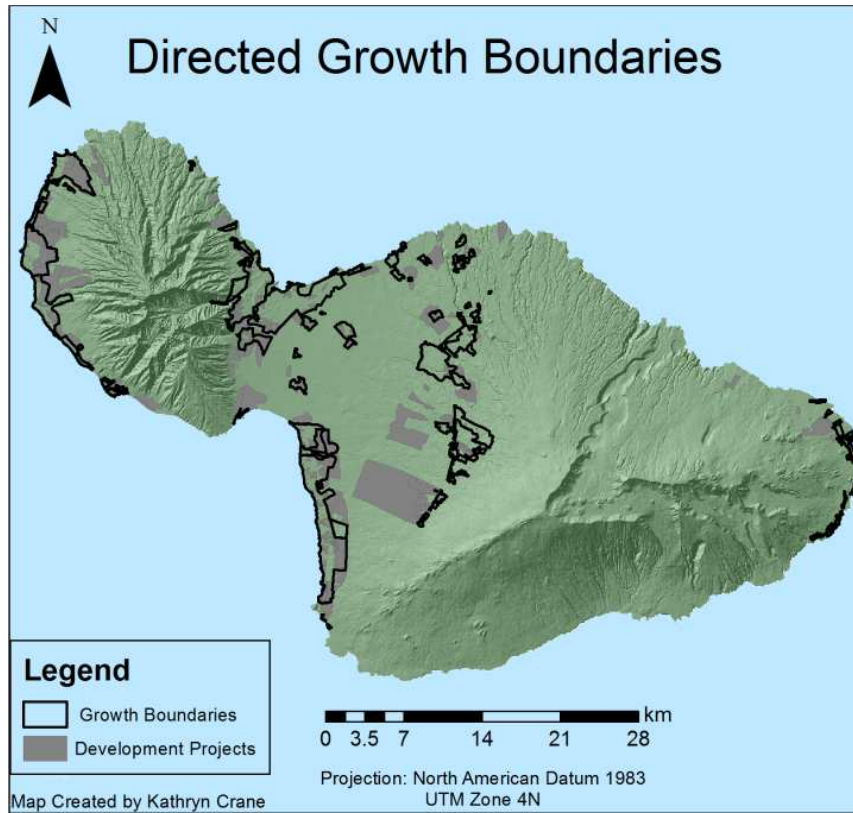 N
Directed Growth Boundaries
Legend
Growth Boundaries
Development Projects
km
0 3.5 7 14 21 28
Projection: North American Datum 1983
UTM Zone 4N
Map Created by Kathryn Crane